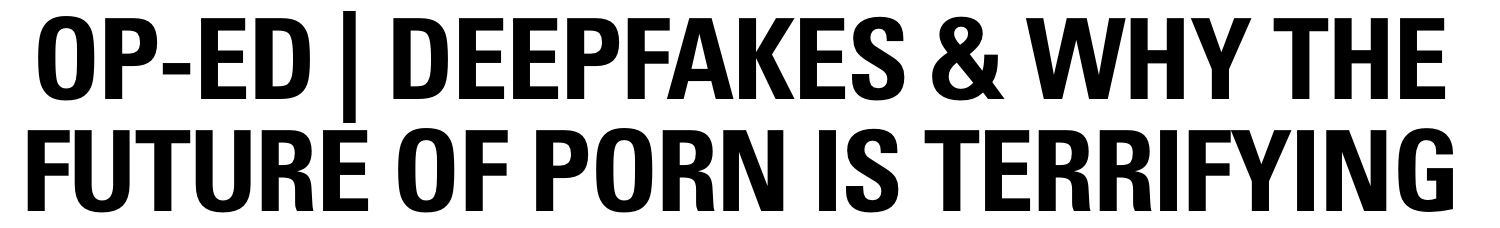 OP-ED | DEEPFAKES & WHY THE
FUTURE OF PORN IS TERRIFYING